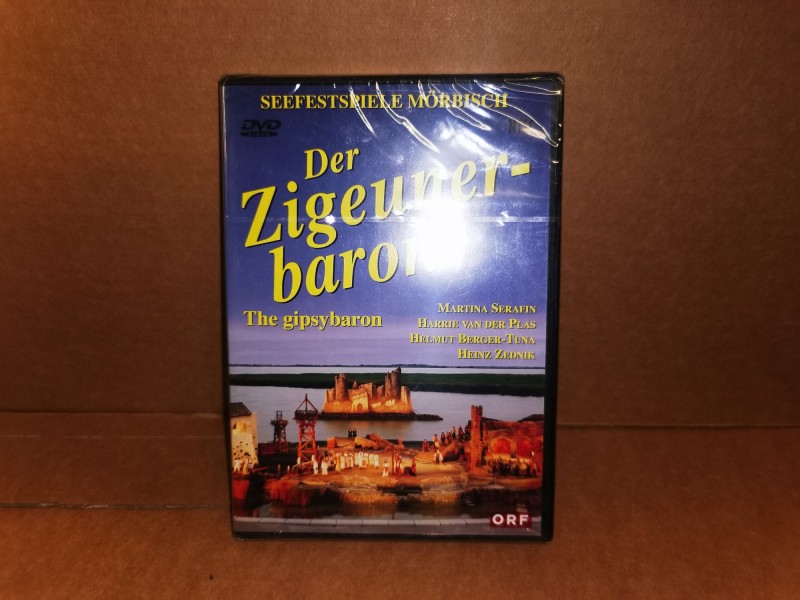 SEEFESTSPIELE MÖRBISCH
DVD
VIDEO
Der
Zigeuner-
baron
The gipsybaron
MARTINA SERAFIN
HARRIE VAN DER PLAS
HELMUT BERGER-TUNA
HEINZ ZEDNIK
ORF